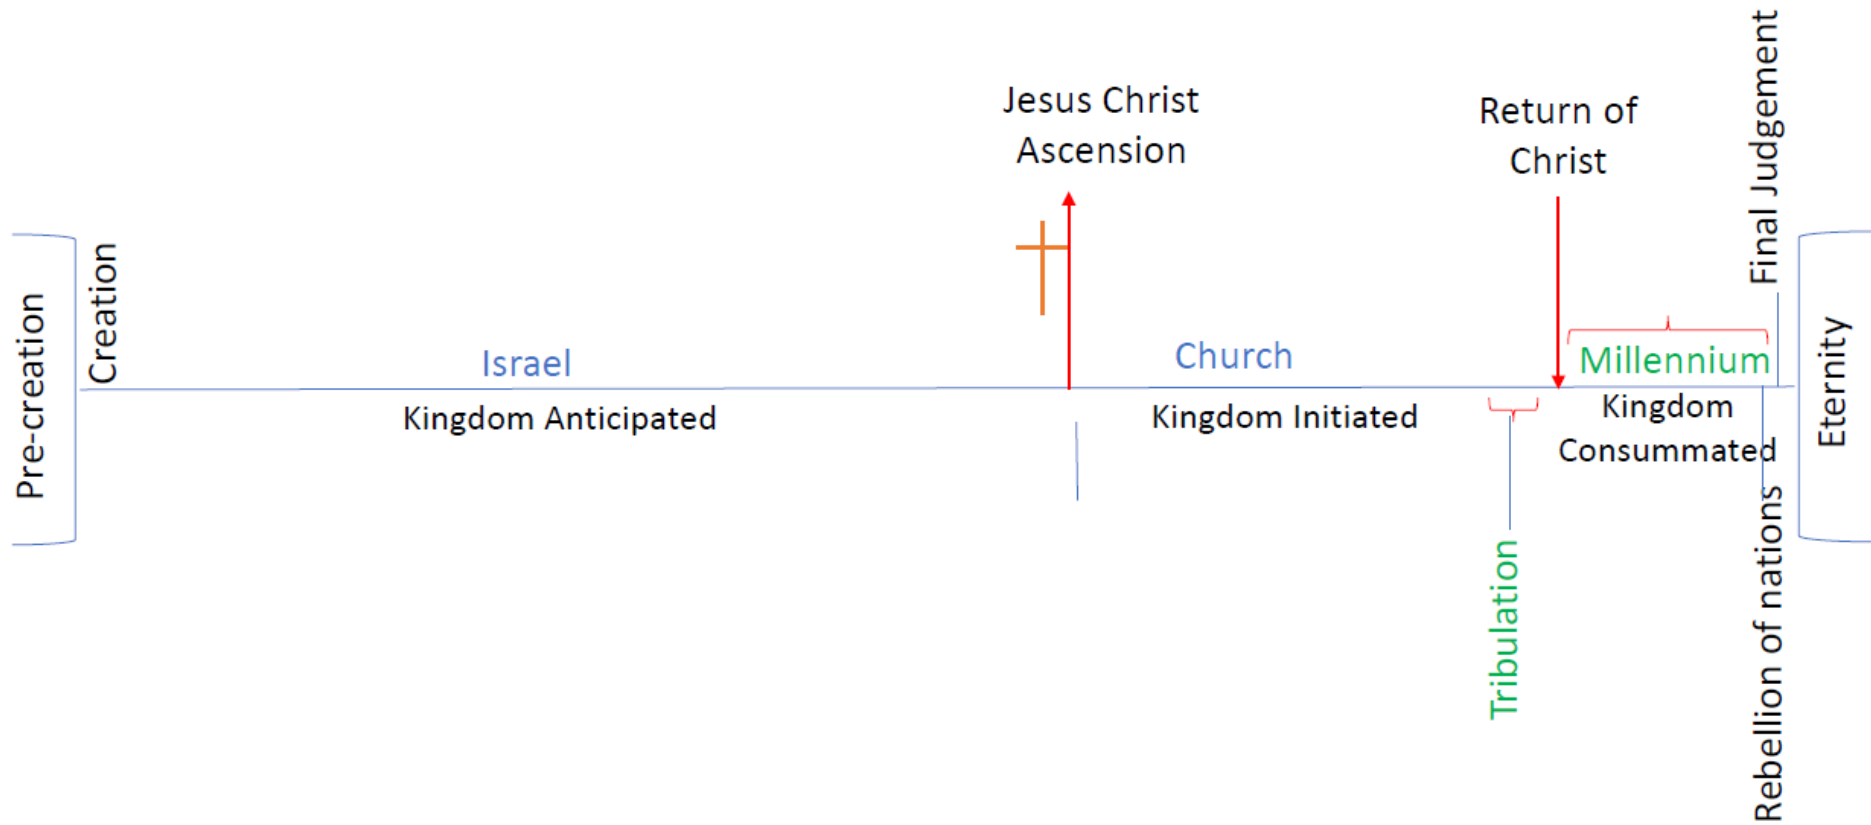 Pre-creation
Creation
Israel
Kingdom Anticipated
Jesus Christ
Ascension
Church
Kingdom Initiated
Tribulation
Return of
Christ
Millennium
Kingdom
Consummated
Final Judgement
Rebellion of nations
Eternity